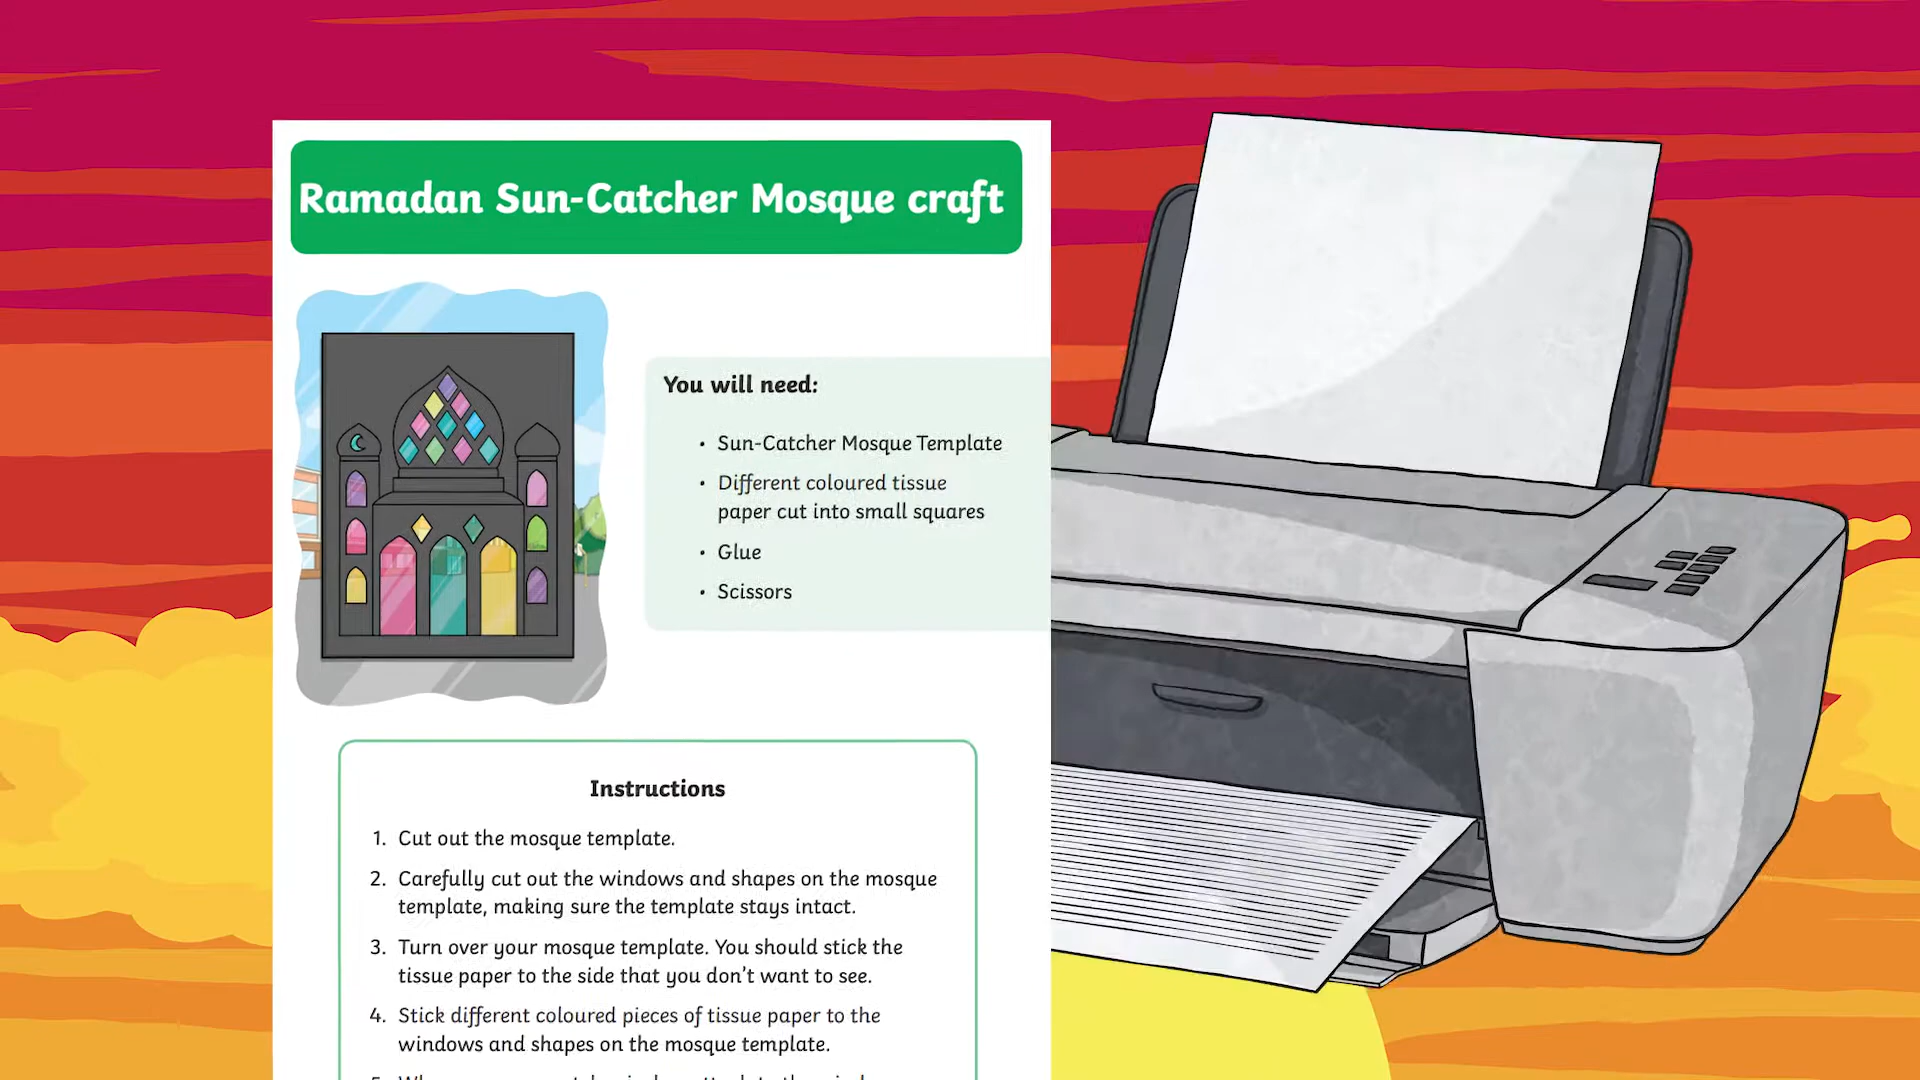 Ramadan Sun-Catcher Mosque craft
You will need:
• Sun-Catcher Mosque Template
• Different coloured tissue
paper cut into small squares
• Glue
• Scissors
Instructions
1. Cut out the mosque template.
2. Carefully cut out the windows and shapes on the mosque
template, making sure the template stays intact.
3. Turn over your mosque template. You should stick the
tissue paper to the side that you don't want to see.
4. Stick different coloured pieces of tissue paper to the
windows and shapes on the mosque template.